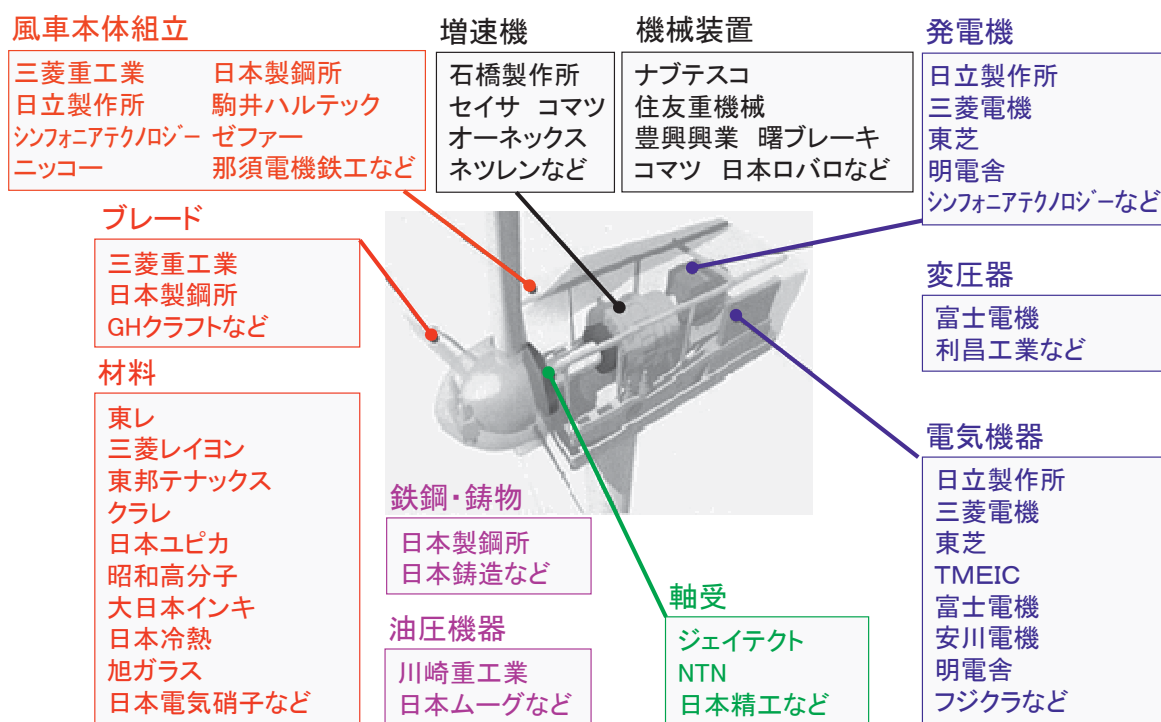 風車本体組立
三菱重工業 日本製鋼所
日立製作所 駒井ハルテック
シンフォニアテクノロジー ゼファー
ニッコー 那須電機鉄工など
増速機
石橋製作所
セイサ コマツ
オーネックス
ネツレンなど
機械装置
ナブテスコ
住友重機械
豊興興業 曙ブレーキ
コマツ 日本ロバロなど
発電機
日立製作所
三菱電機
東芝
明電舎
シンフォニアテクノロジーなど
ブレード
三菱重工業
日本製鋼所
GHクラフトなど
変圧器
富士電機
利昌工業など
材料
東レ
三菱レイヨン
東邦テナックス
クラレ
日本ユピカ
昭和高分子
大日本インキ
日本冷熱
旭ガラス
日本電気硝子など
鉄鋼・鋳物
日本製鋼所
日本鋳造など
油圧機器
川崎重工業
日本ムーグなど
軸受
ジェイテクト
NTN
日本精工など
電気機器
日立製作所
三菱電機
東芝
TMEIC
富士電機
安川電機
明電舎
フジクラなど